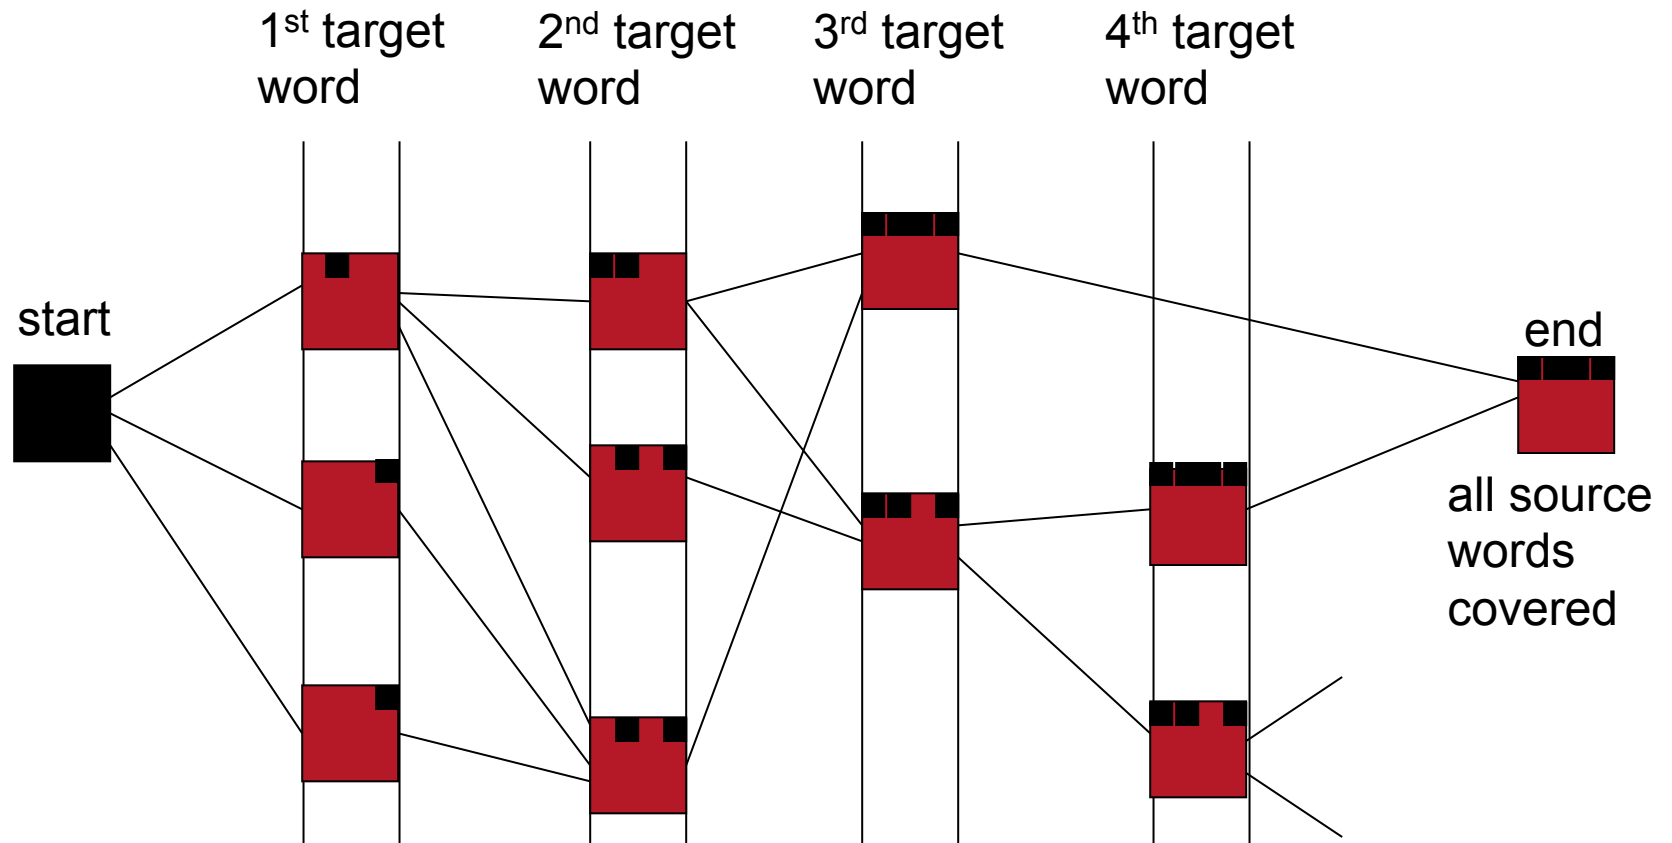 1st target
word
2nd target
word
3rd target
word
4th target
word
start
end
all source
words
covered